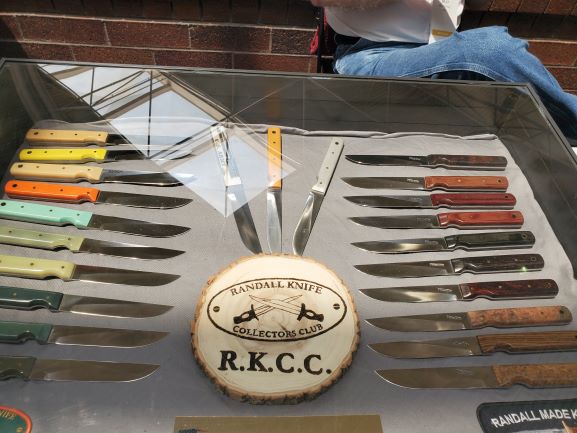 RANDALL KNIFE
COLLECTORS CLUB
R.K.C.C.
RANDALL MADE K